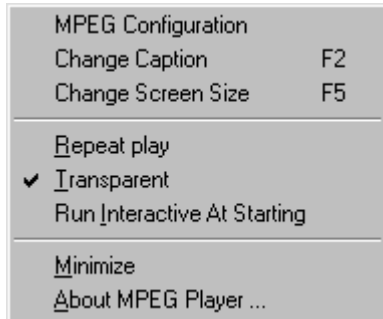 MPEG Configuration
Change Caption F2
Change Screen Size F5
Repeat play
Transparent
Run Interactive At Starting
Minimize
About MPEG Player ...